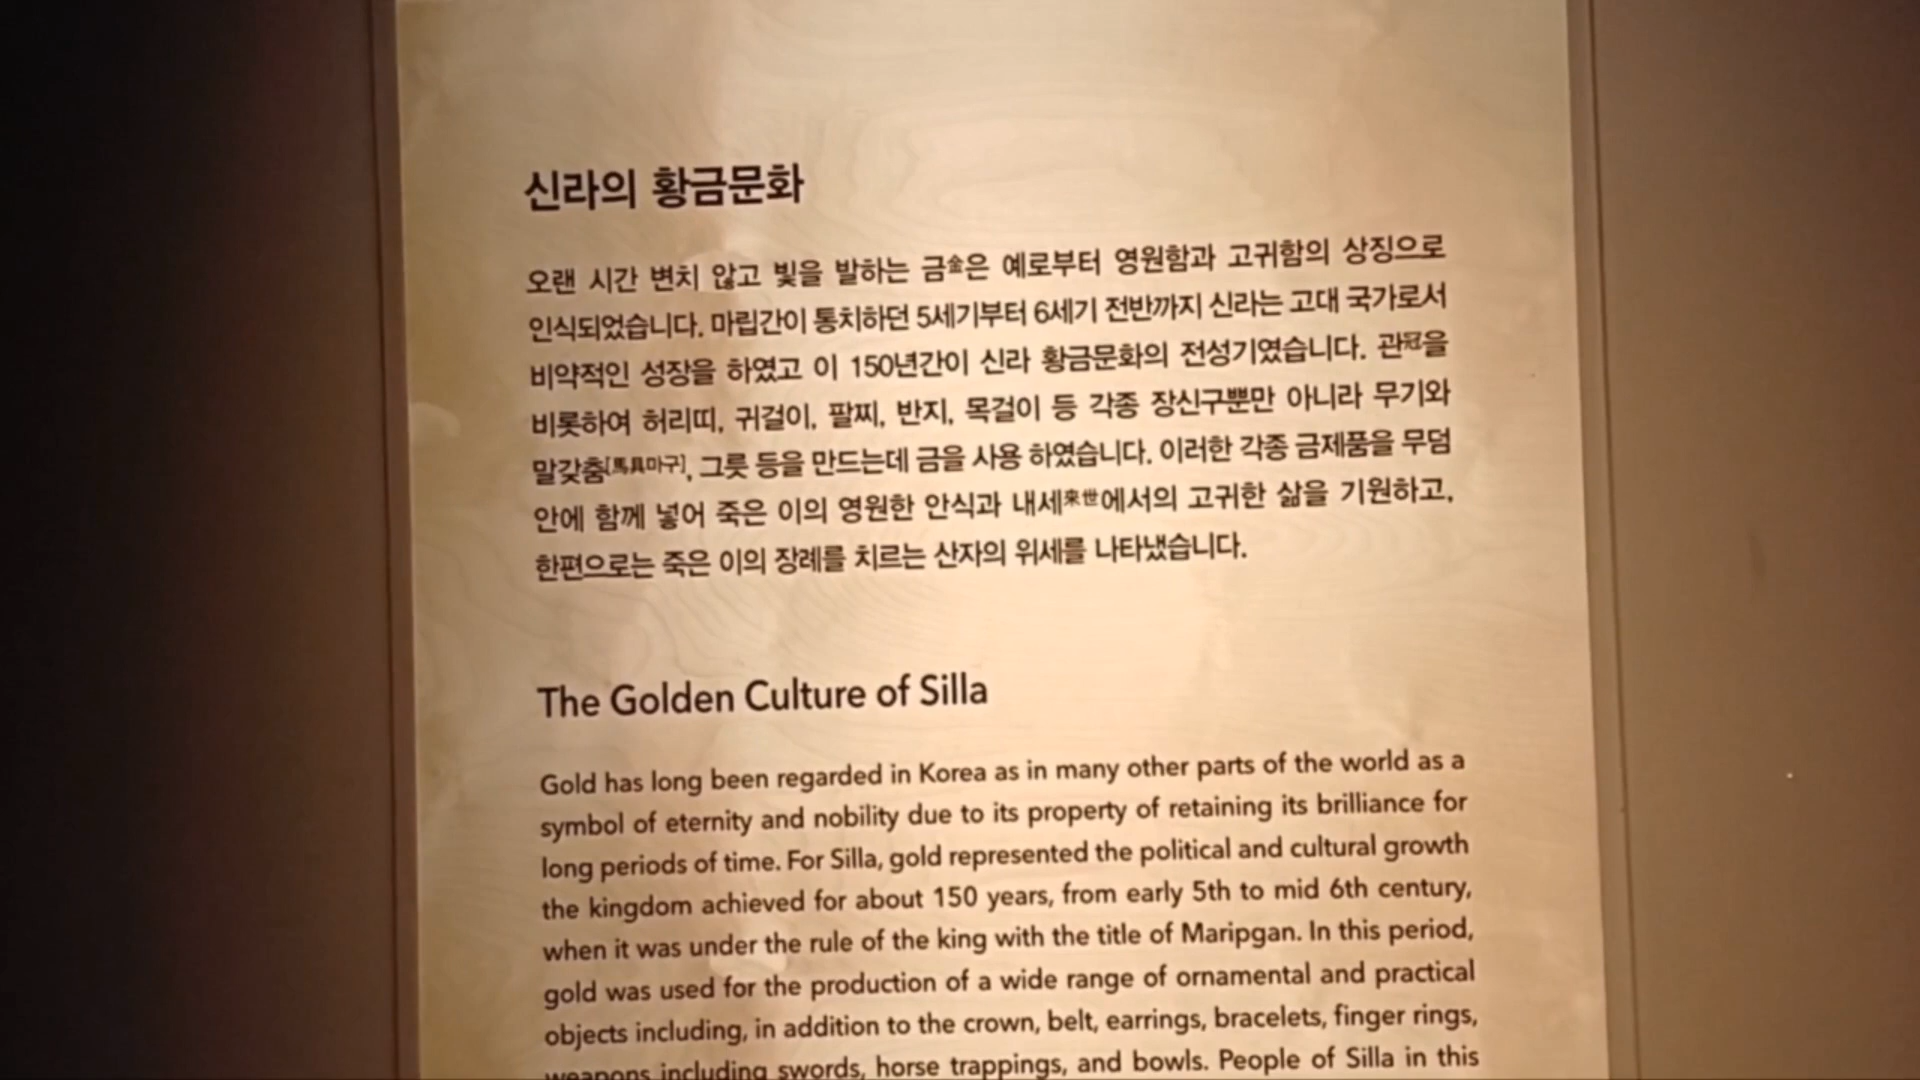 신라의 황금문화
오랜 시간 변치 않고 빛을 발하는 금金은 예로부터 영원함과 고귀함의 상징으로
인식되었습니다. 마립간이 통치하던 5세기부터 6세기 전반까지 신라는 고대 국가로서
비약적인 성장을 하였고 이 150년간이 신라 황금문화의 전성기였습니다. 관冠을
비롯하여 허리띠, 귀걸이, 팔찌, 반지, 목걸이 등 각종 장신구뿐만 아니라 무기와
말갖춤[馬具마구], 그릇 등을 만드는데 금을 사용 하였습니다. 이러한 각종 금제품을 무덤
안에 함께 넣어 죽은 이의 영원한 안식과 내세來世에서의 고귀한 삶을 기원하고,
한편으로는 죽은 이의 장례를 치르는 산자의 위세를 나타냈습니다.
The Golden Culture of Silla
Gold has long been regarded in Korea as in many other parts of the world as a
symbol of eternity and nobility due to its property of retaining its brilliance for
long periods of time. For Silla, gold represented the political and cultural growth
the kingdom achieved for about 150 years, from early 5th to mid 6th century,
when it was under the rule of the king with the title of Maripgan. In this period,
gold was used for the production of a wide range of ornamental and practical
objects including, in addition to the crown, belt, earrings, bracelets, finger rings,
weapons including swords, horse trappings, and bowls. People of Silla in this